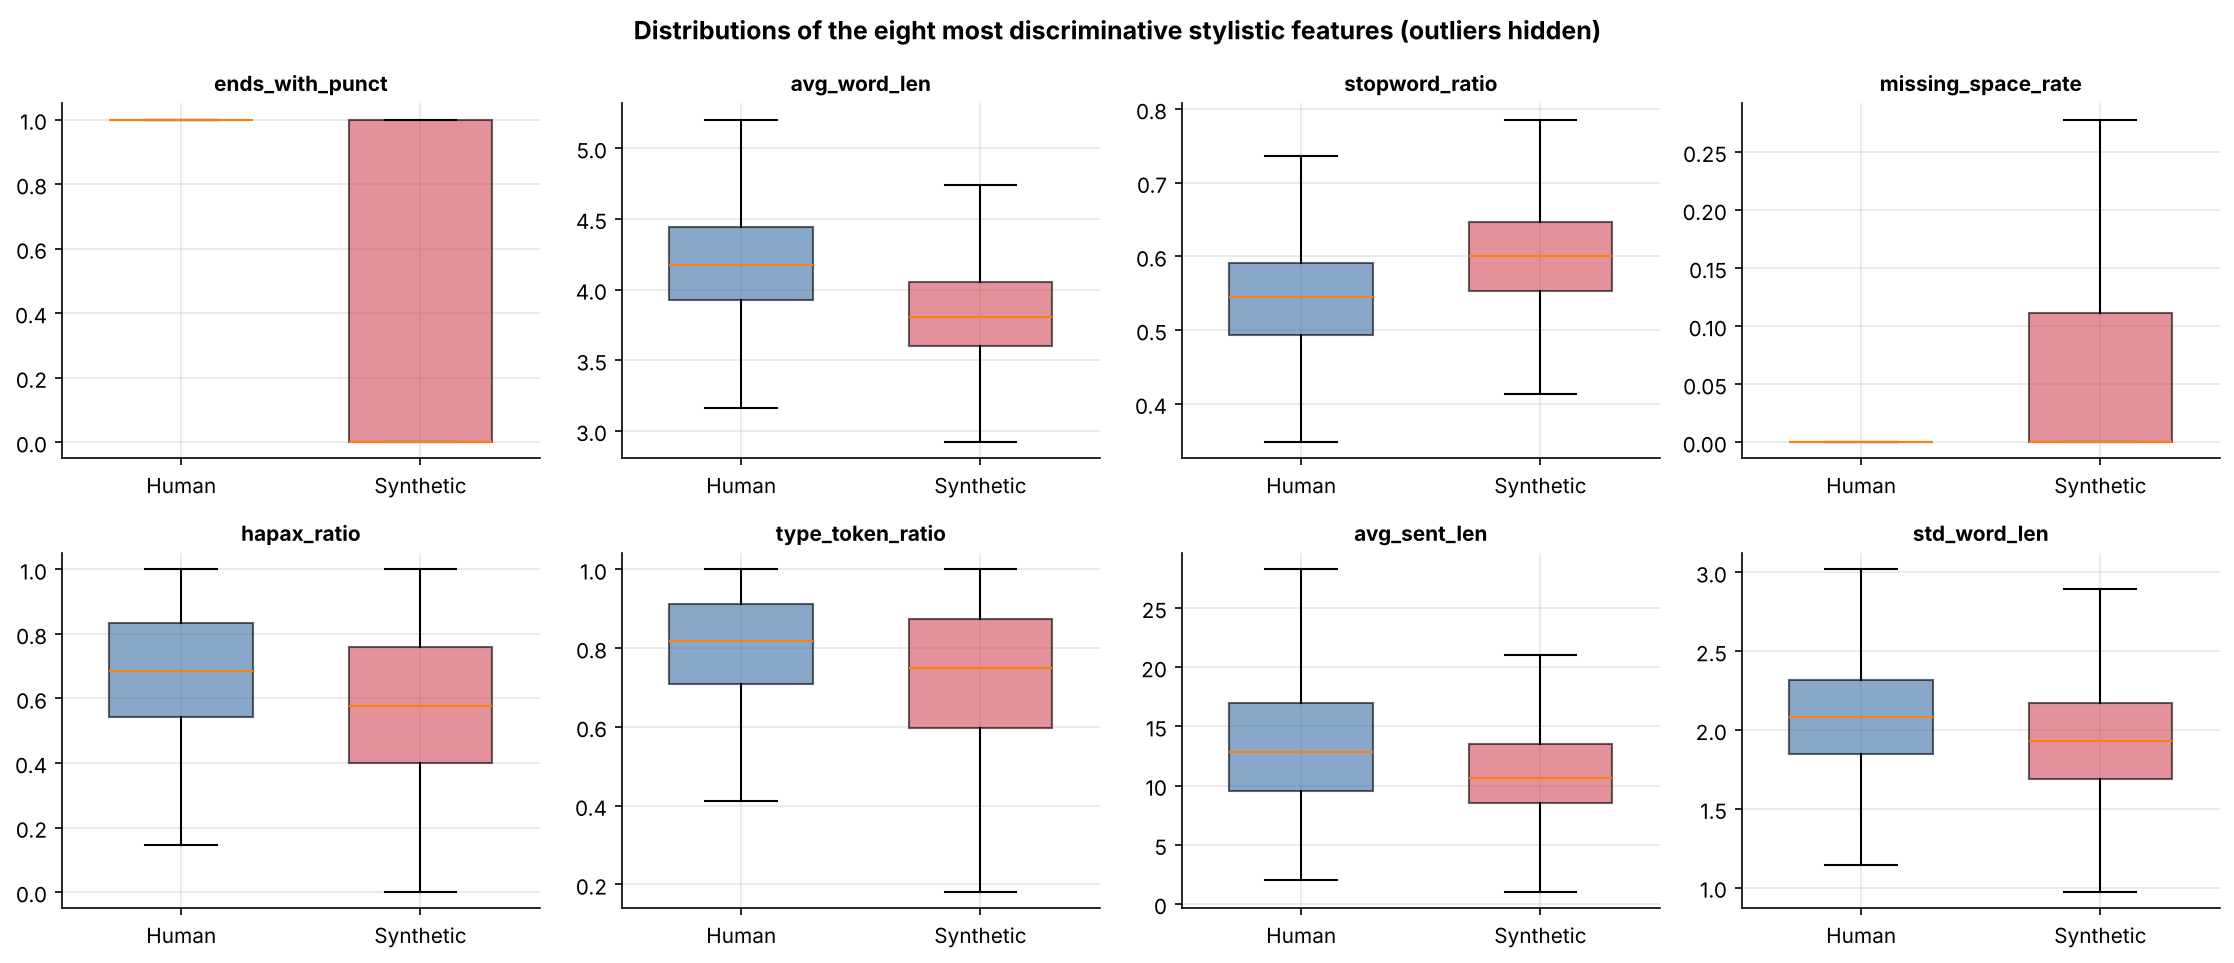 Distributions of the eight most discriminative stylistic features (outliers hidden)
ends_with_punct
1.0
0.8
0.6
0.4
0.2
0.0
Human
Synthetic
avg_word_len
5.0
4.5
4.0
3.5
3.0
Human
Synthetic
stopword_ratio
0.8
0.7
0.6
0.5
0.4
Human
Synthetic
missing_space_rate
0.25
0.20
0.15
0.10
0.05
0.00
Human
Synthetic
hapax_ratio
1.0
0.8
0.6
0.4
0.2
0.0
Human
Synthetic
type_token_ratio
1.0
0.8
0.6
0.4
0.2
Human
Synthetic
avg_sent_len
25
20
15
10
5
0
Human
Synthetic
std_word_len
3.0
2.5
2.0
1.5
1.0
Human
Synthetic